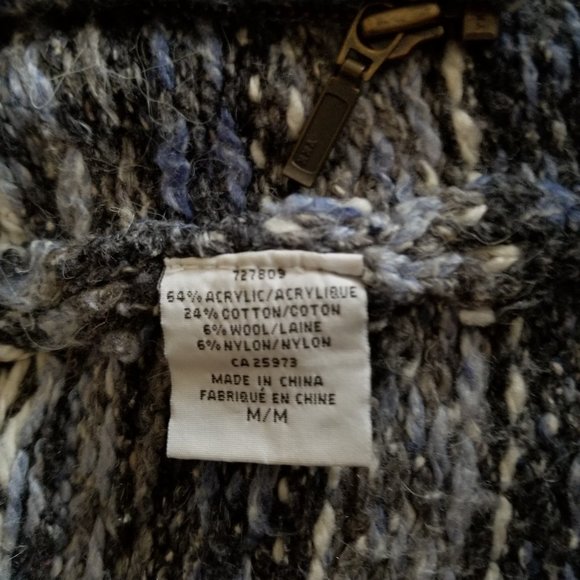 727809
64% ACRYLIC/ACRYLIQUE
24% COTTON/COTON
6% WOOL/LAINE
6% NYLON/NYLON
CA 25973
MADE IN CHINA
FABRIQUÉ EN CHINE
M/M